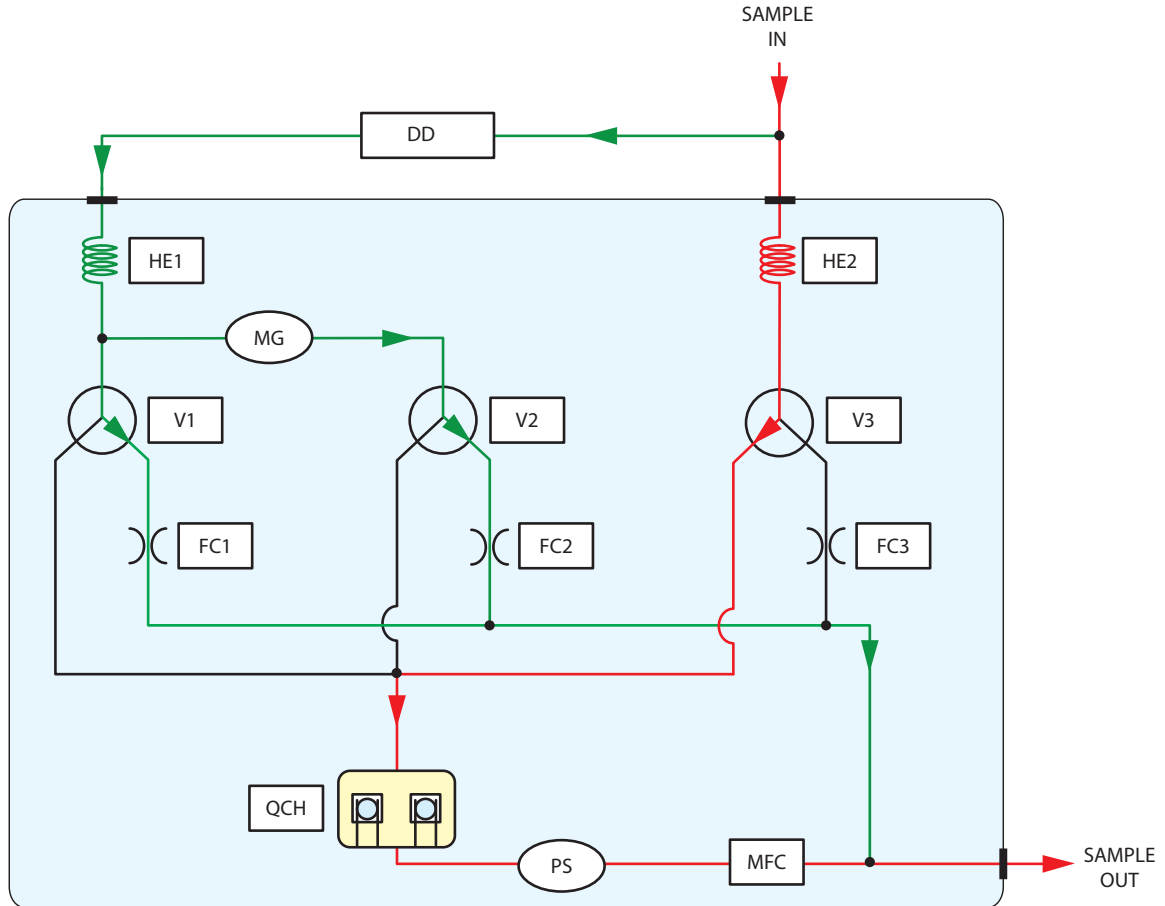 SAMPLE
IN
DD
HE1
HE2
MG
V1
V2
V3
FC1
FC2
FC3
QCH
PS
MFC
SAMPLE
OUT